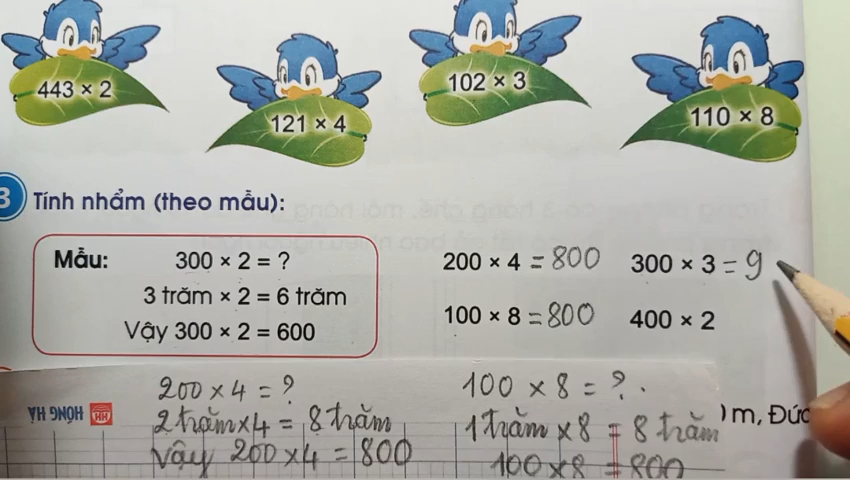 443 × 2
121 × 4
102 × 3
110 × 8
3 Tính nhẩm (theo mẫu):
Mẫu: 300 × 2 = ?
3 trăm × 2 = 6 trăm
Vậy 300 × 2 = 600
200 × 4 = 800
300 × 3 = 9
100 × 8 = 800
400 × 2
200 × 4 = ?
2 trăm × 4 = 8 trăm
Vậy 200 × 4 = 800
100 × 8 = ?.
1 trăm × 8 = 8 trăm
100 × 8 = 800
HỒNG HÀ
m, Đức